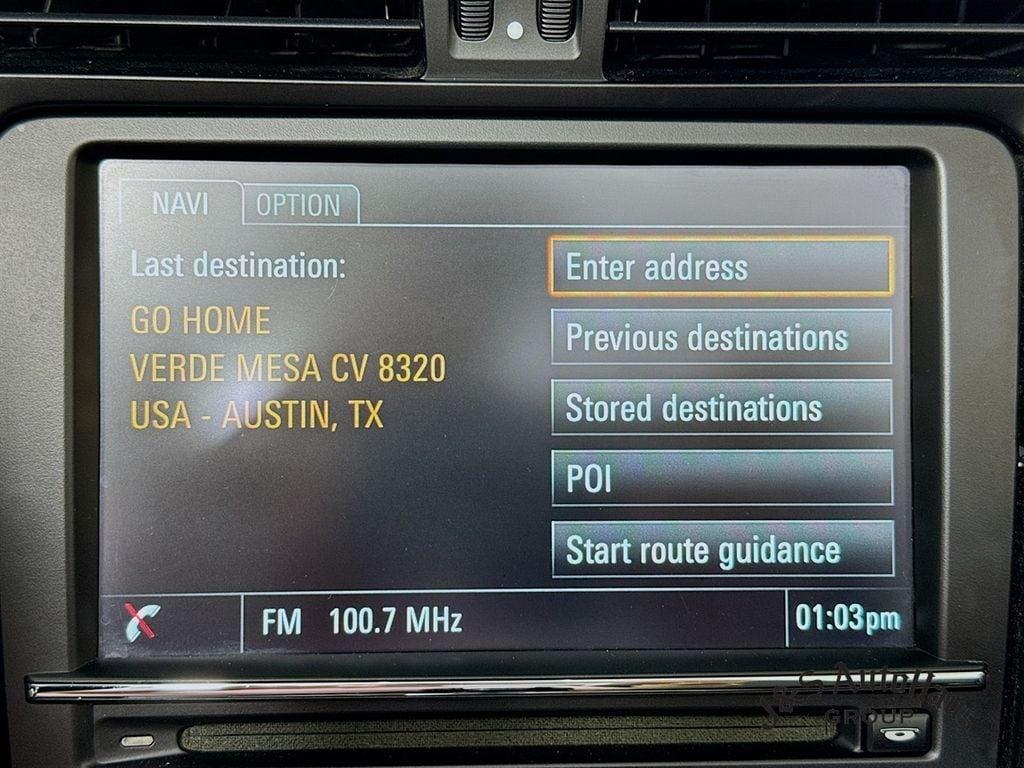 NAVI OPTION
Last destination:
GO HOME
VERDE MESA CV 8320
USA - AUSTIN, TX
Enter address
Previous destinations
Stored destinations
POI
Start route guidance
FM 100.7 MHz
01:03pm
GROUP